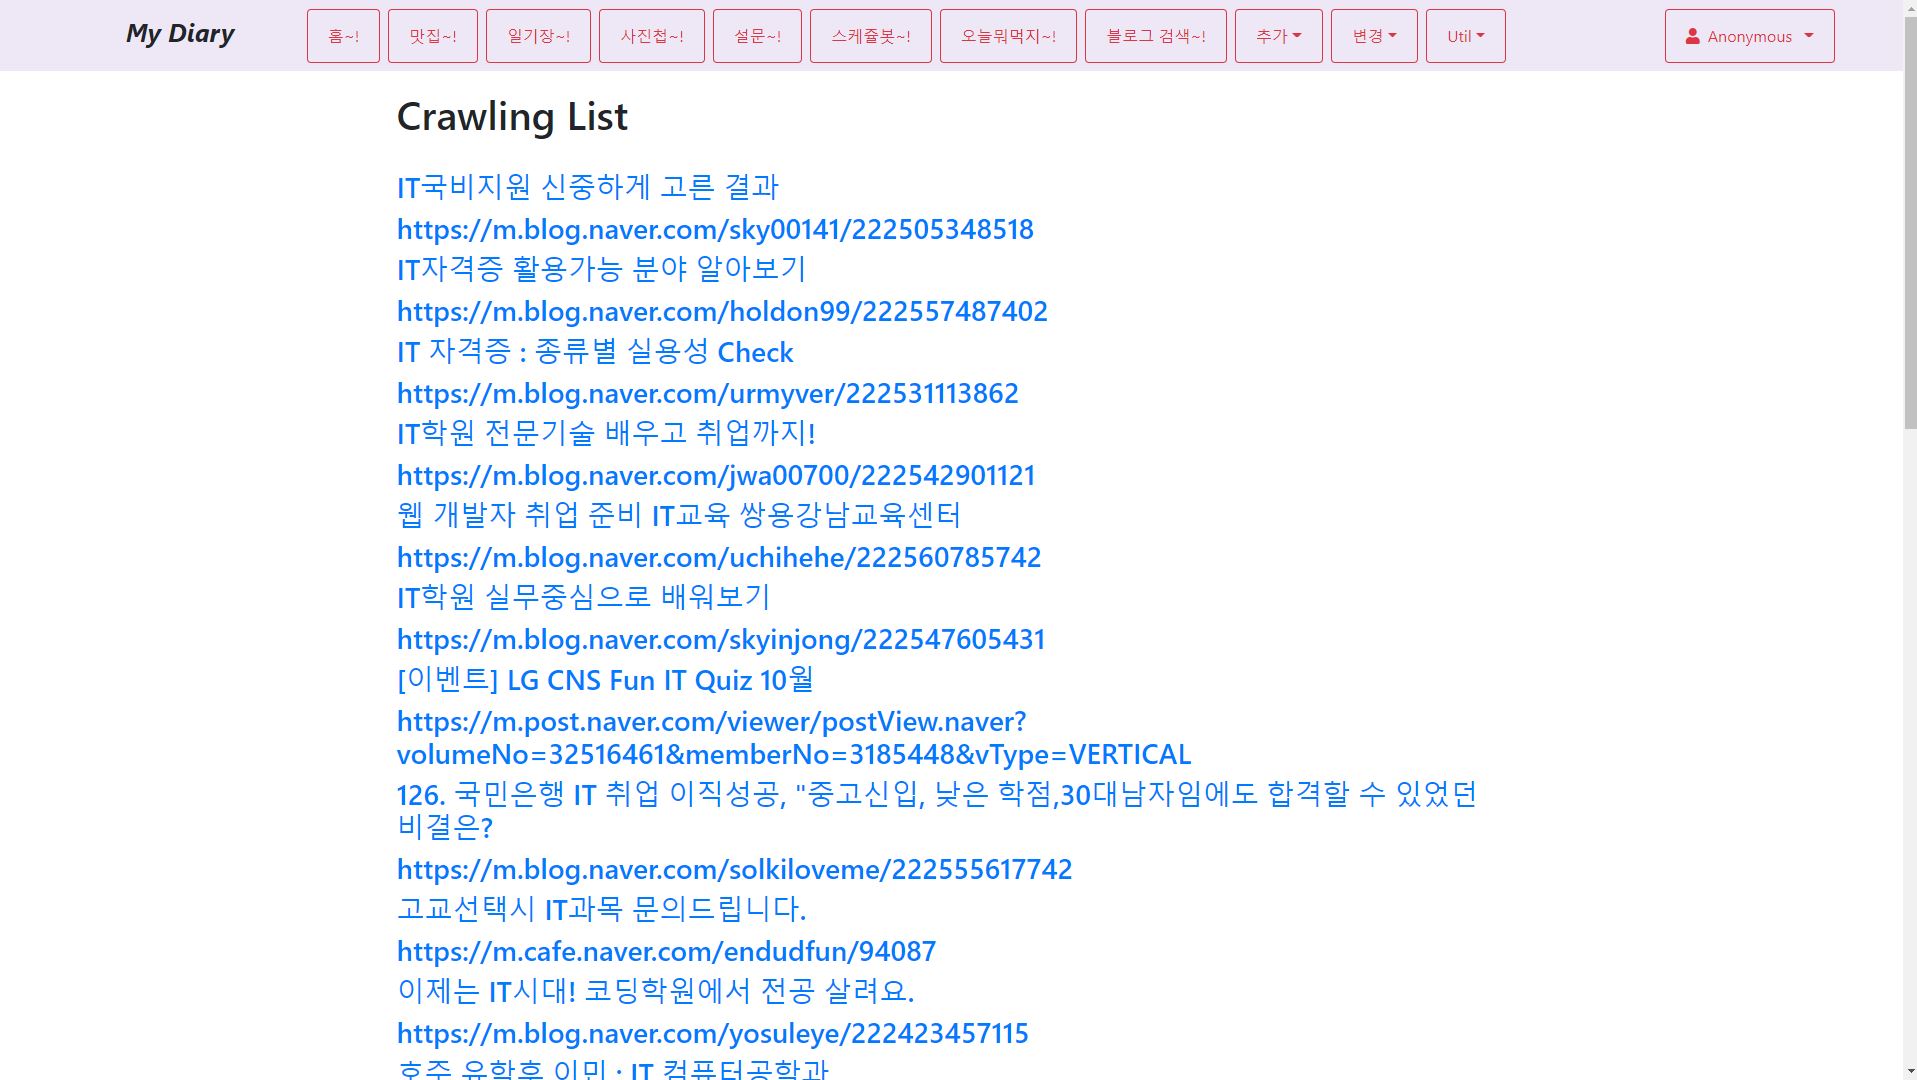 My Diary
홈~!
맛집~!
일기장~!
사진첩~!
설문~!
스케쥴봇~!
오늘뭐먹지~!
블로그 검색~!
추가
변경
Util
Anonymous
Crawling List
IT국비지원 신중하게 고른 결과
https://m.blog.naver.com/sky00141/222505348518
IT자격증 활용가능 분야 알아보기
https://m.blog.naver.com/holdon99/222557487402
IT 자격증 : 종류별 실용성 Check
https://m.blog.naver.com/urmyver/222531113862
IT학원 전문기술 배우고 취업까지!
https://m.blog.naver.com/jwa00700/222542901121
웹 개발자 취업 준비 IT교육 쌍용강남교육센터
https://m.blog.naver.com/uchihehe/222560785742
IT학원 실무중심으로 배워보기
https://m.blog.naver.com/skyinjong/222547605431
[이벤트] LG CNS Fun IT Quiz 10월
https://m.post.naver.com/viewer/postView.naver?
volumeNo=32516461&memberNo=3185448&vType=VERTICAL
126. 국민은행 IT 취업 이직성공, "중고신입, 낮은 학점,30대남자임에도 합격할 수 있었던
비결은?
https://m.blog.naver.com/solkiloveme/222555617742
고교선택시 IT과목 문의드립니다.
https://m.cafe.naver.com/endudfun/94087
이제는 IT시대! 코딩학원에서 전공 살려요.
https://m.blog.naver.com/yosuleye/222423457115
호주 유학후 이민 · IT 컴퓨터공학과